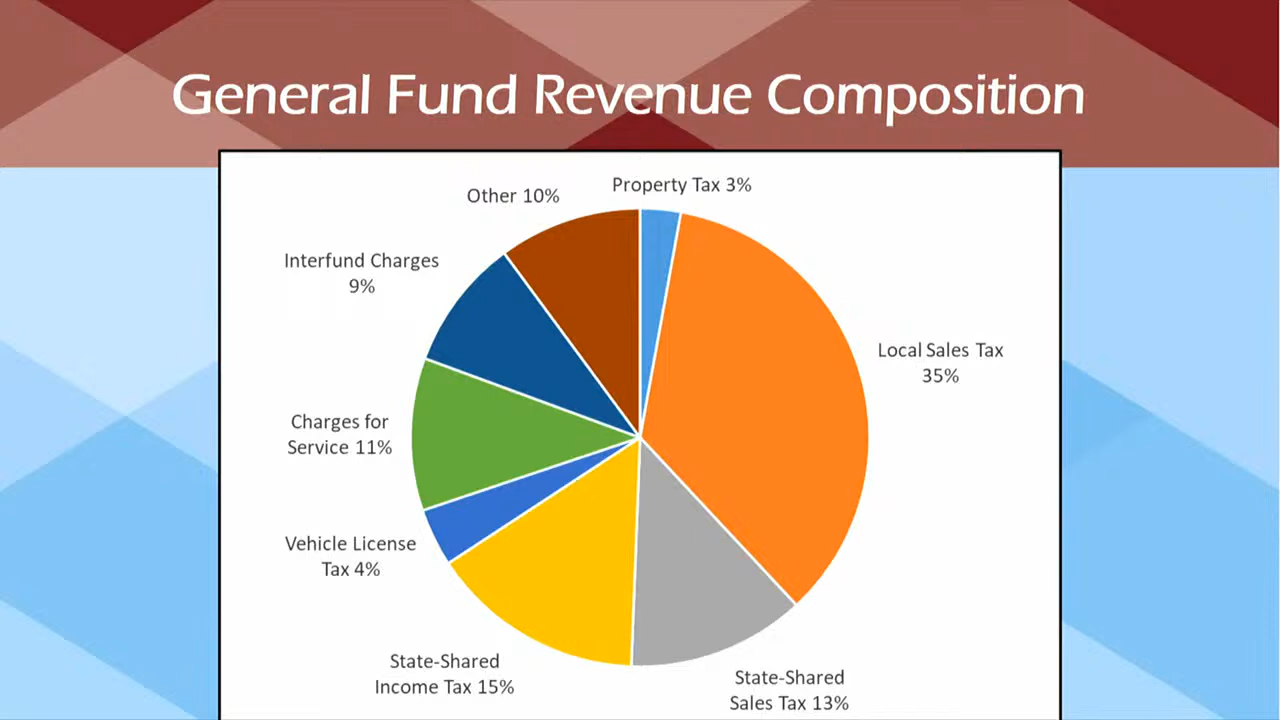 General Fund Revenue Composition
Property Tax 3%
Other 10%
Interfund Charges
9%
Local Sales Tax
35%
Charges for
Service 11%
Vehicle License
Tax 4%
State-Shared
Income Tax 15%
State-Shared
Sales Tax 13%